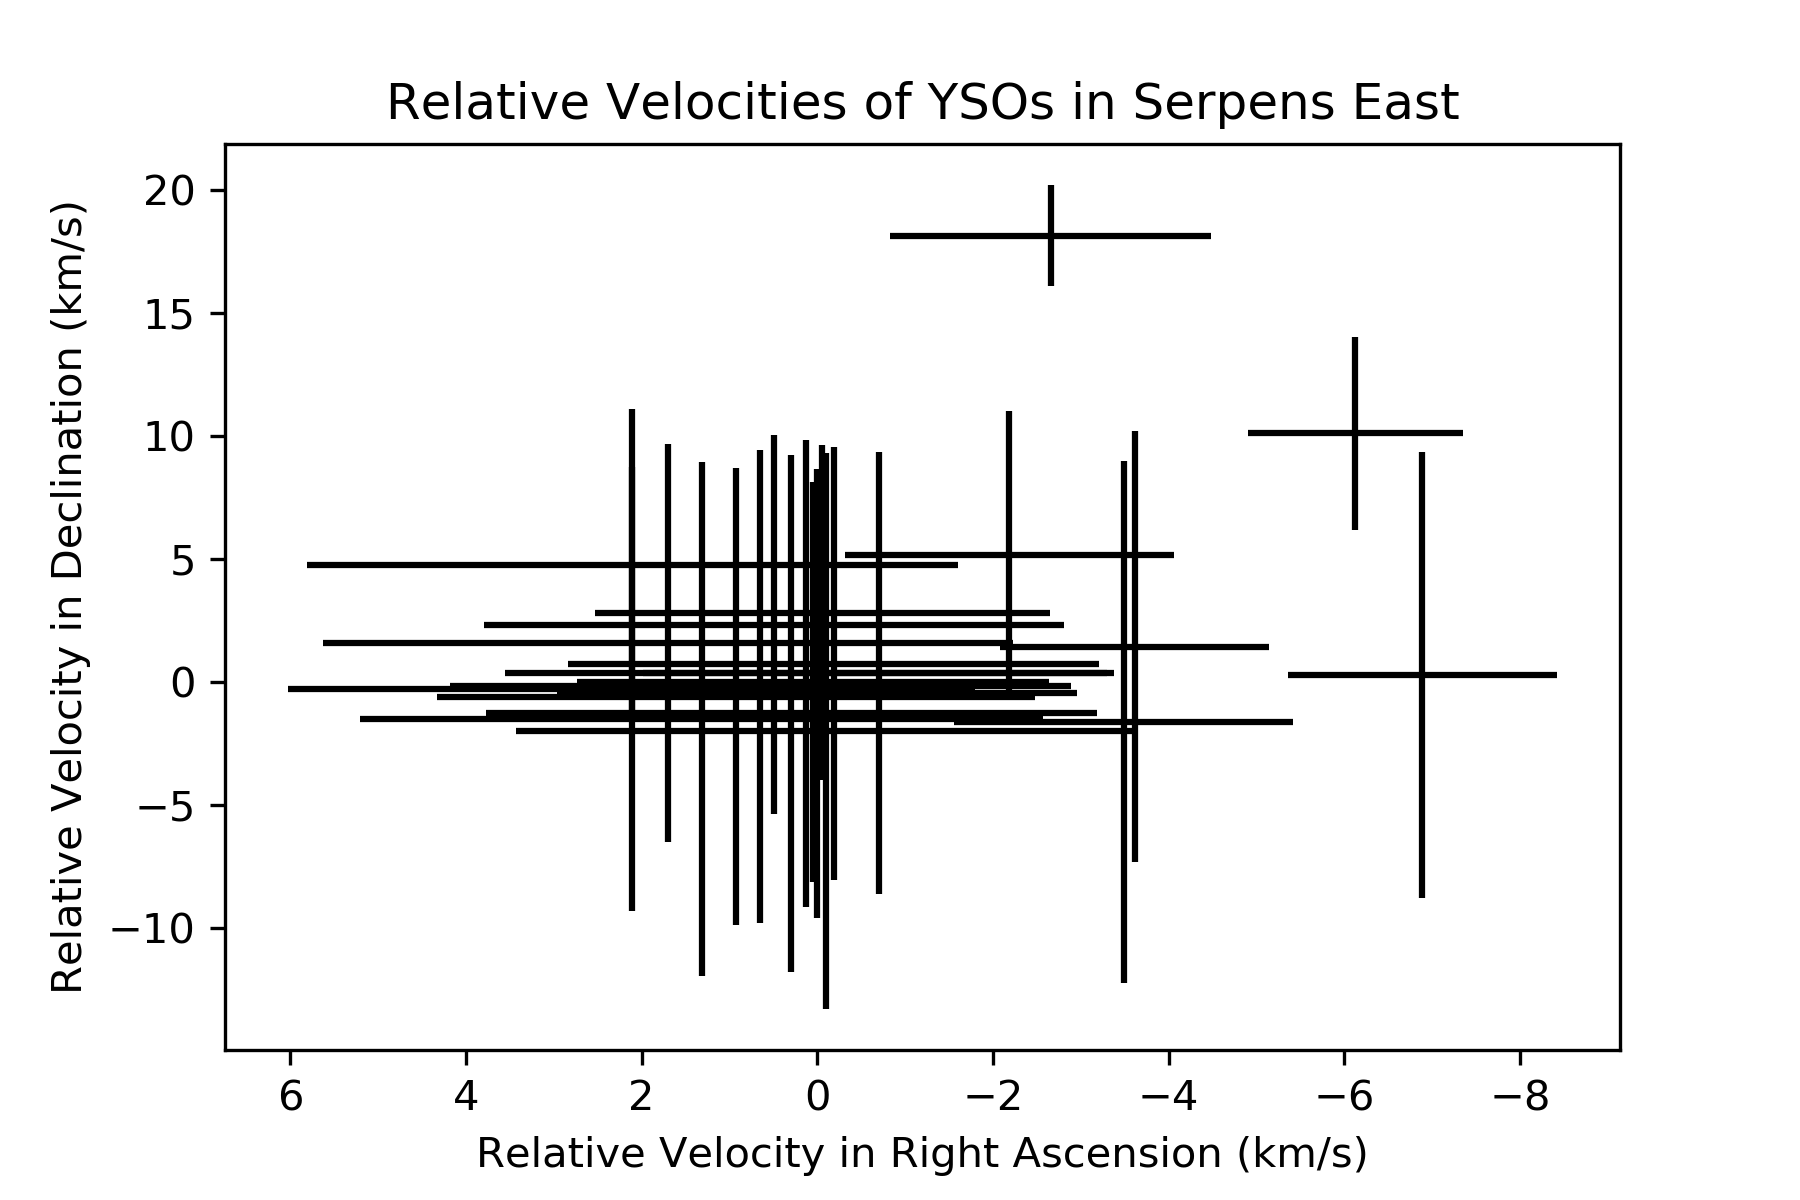 Relative Velocities of YSOs in Serpens East
Relative Velocity in Declination (km/s)
20
15
10
5
0
−5
−10
6 4 2 0 −2 −4 −6 −8
Relative Velocity in Right Ascension (km/s)